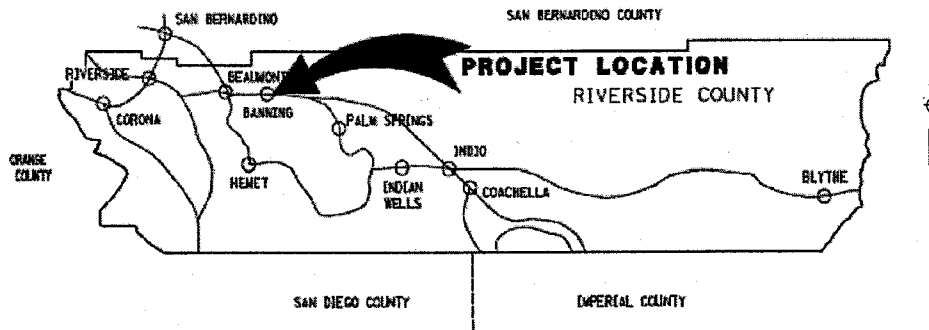 SAN BERNARDINO
SAN BERNARDINO COUNTY
RIVERSIDE
BEAUMONT
PROJECT LOCATION
RIVERSIDE COUNTY
BANNING
CORONA
PALM SPRINGS
ORANGE
COUNTY
INDIO
HEMET
INDIAN
WELLS
COACHELLA
BLYTHE
SAN DIEGO COUNTY
IMPERIAL COUNTY